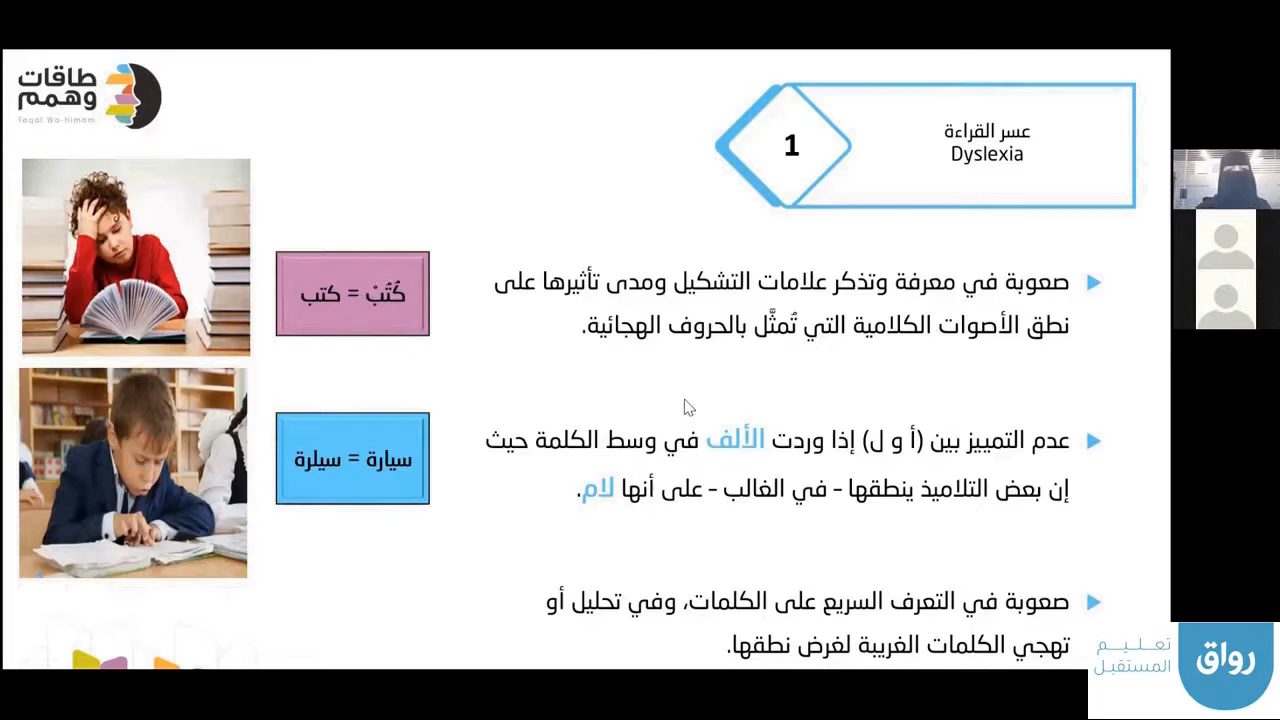 طاقات
وهمم
Taqat Wa-himam
عسر القراءة
Dyslexia
1
صعوبة في معرفة وتذكر علامات التشكيل ومدى تأثيرها على
نطق الأصوات الكلامية التي تُمثَّل بالحروف الهجائية.
كُتُبْ = كتب
عدم التمييز بين (أ و ل) إذا وردت الألف في وسط الكلمة حيث
إن بعض التلاميذ ينطقها - في الغالب - على أنها لام.
سيارة = سيلرة
صعوبة في التعرف السريع على الكلمات، وفي تحليل أو
تهجي الكلمات الغريبة لغرض نطقها.
رواق
تعليم
المستقبل